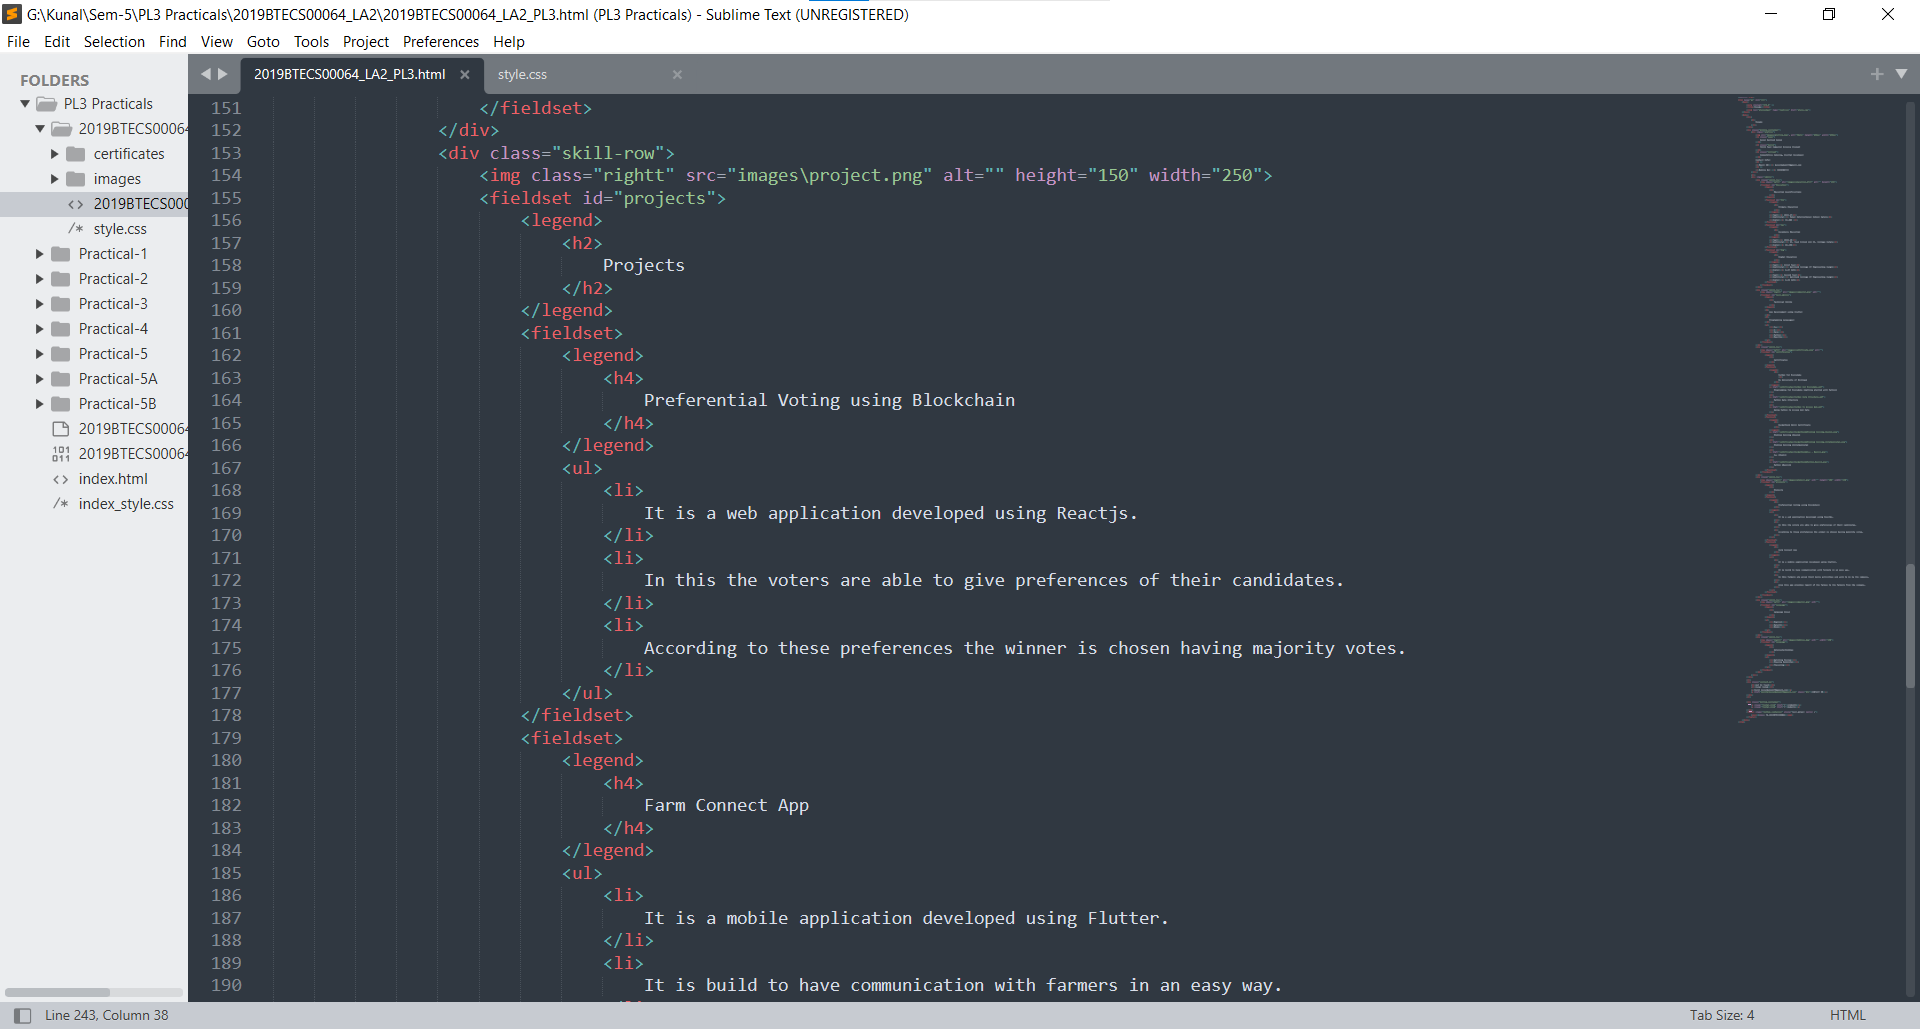 G:\Kunal\Sem-5\PL3 Practicals\2019BTECS00064_LA2\2019BTECS00064_LA2_PL3.html (PL3 Practicals) - Sublime Text (UNREGISTERED)
File Edit Selection Find View Goto Tools Project Preferences Help
FOLDERS
PL3 Practicals
2019BTECS00064
certificates
images
2019BTECS000
/* style.css
Practical-1
Practical-2
Practical-3
Practical-4
Practical-5
Practical-5A
Practical-5B
2019BTECS00064
2019BTECS00064
<> index.html
/* index_style.css
2019BTECS00064_LA2_PL3.html × style.css ×
151 </fieldset>
152 </div>
153 <div class="skill-row">
154 <img class="rightt" src="images\project.png" alt="" height="150" width="250">
155 <fieldset id="projects">
156 <legend>
157 <h2>
158 Projects
159 </h2>
160 </legend>
161 <fieldset>
162 <legend>
163 <h4>
164 Preferential Voting using Blockchain
165 </h4>
166 </legend>
167 <ul>
168 <li>
169 It is a web application developed using Reactjs.
170 </li>
171 <li>
172 In this the voters are able to give preferences of their candidates.
173 </li>
174 <li>
175 According to these preferences the winner is chosen having majority votes.
176 </li>
177 </ul>
178 </fieldset>
179 <fieldset>
180 <legend>
181 <h4>
182 Farm Connect App
183 </h4>
184 </legend>
185 <ul>
186 <li>
187 It is a mobile application developed using Flutter.
188 </li>
189 <li>
190 It is build to have communication with farmers in an easy way.
Line 243, Column 38
Tab Size: 4 HTML